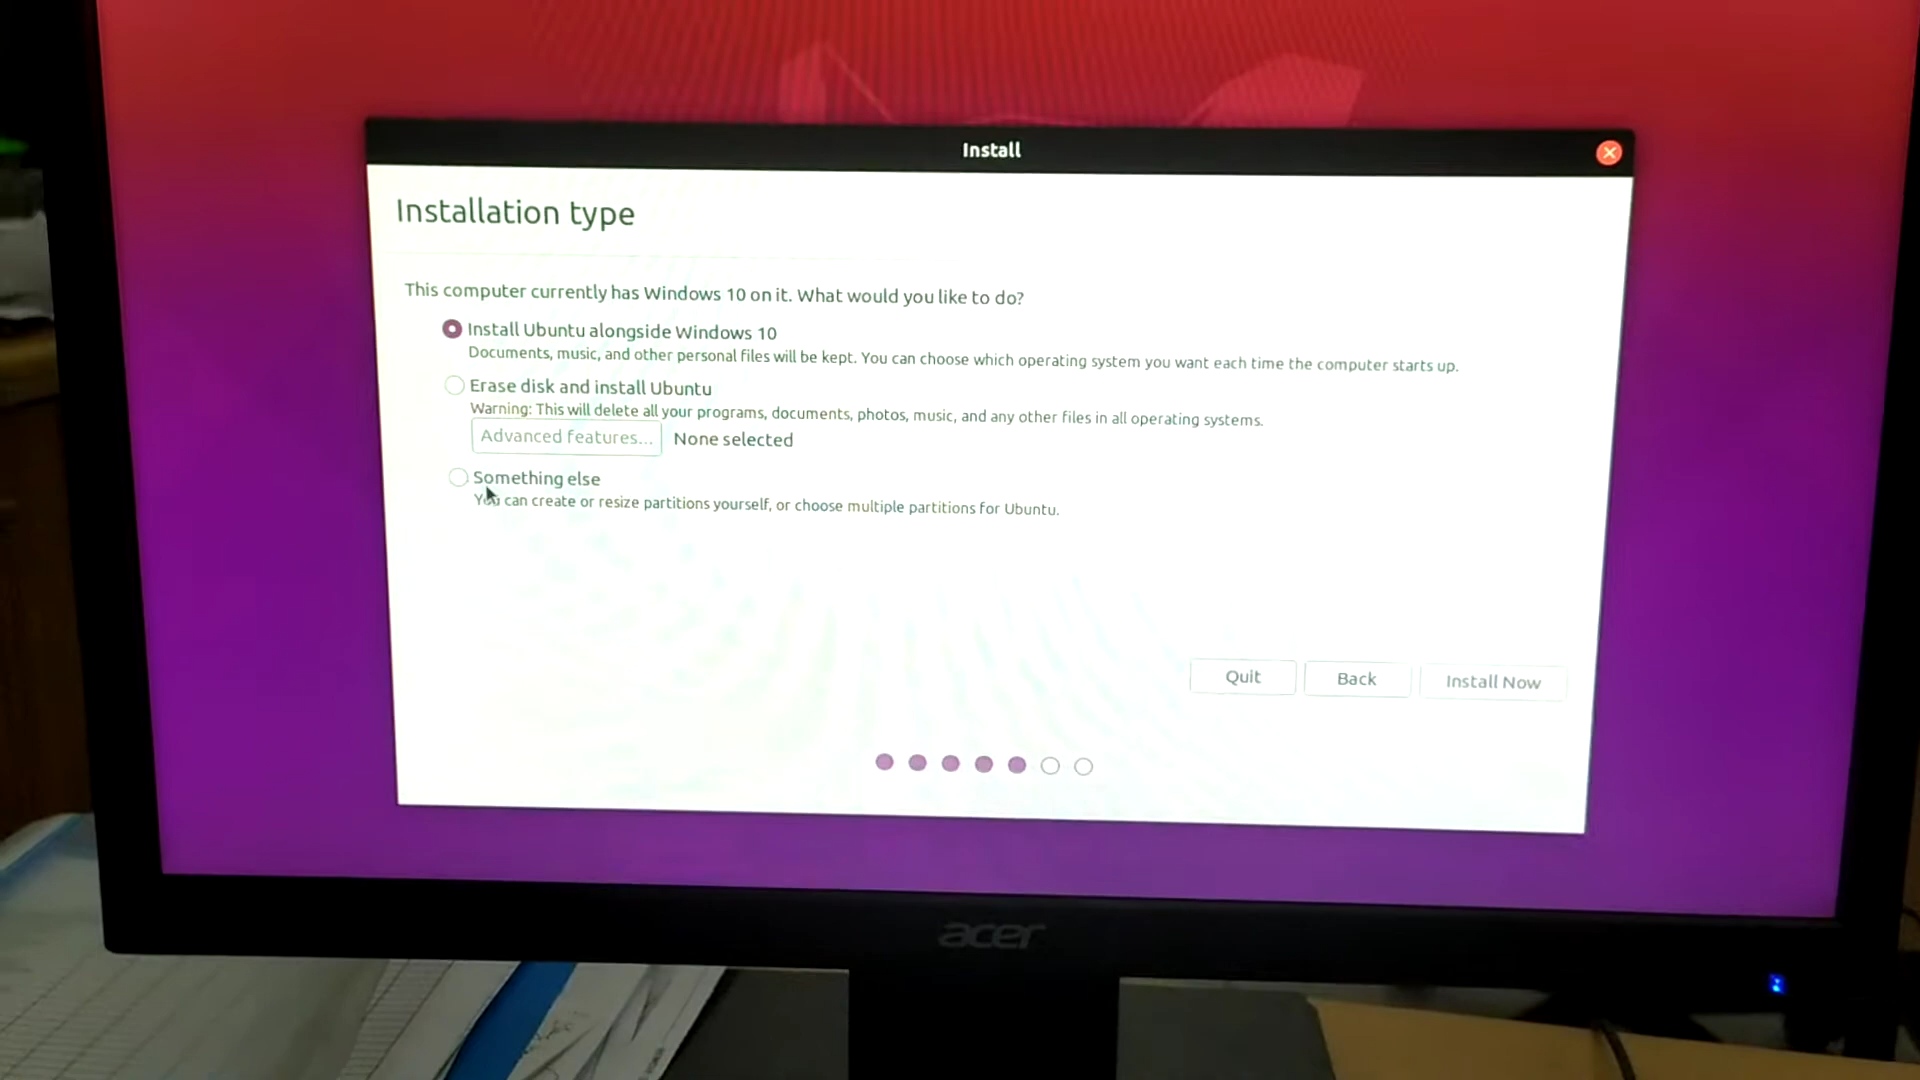 Install
Installation type
This computer currently has Windows 10 on it. What would you like to do?
Install Ubuntu alongside Windows 10
Documents, music, and other personal files will be kept. You can choose which operating system you want each time the computer starts up.
Erase disk and install Ubuntu
Warning: This will delete all your programs, documents, photos, music, and any other files in all operating systems.
Advanced features... None selected
Something else
You can create or resize partitions yourself, or choose multiple partitions for Ubuntu.
Quit Back Install Now
acer